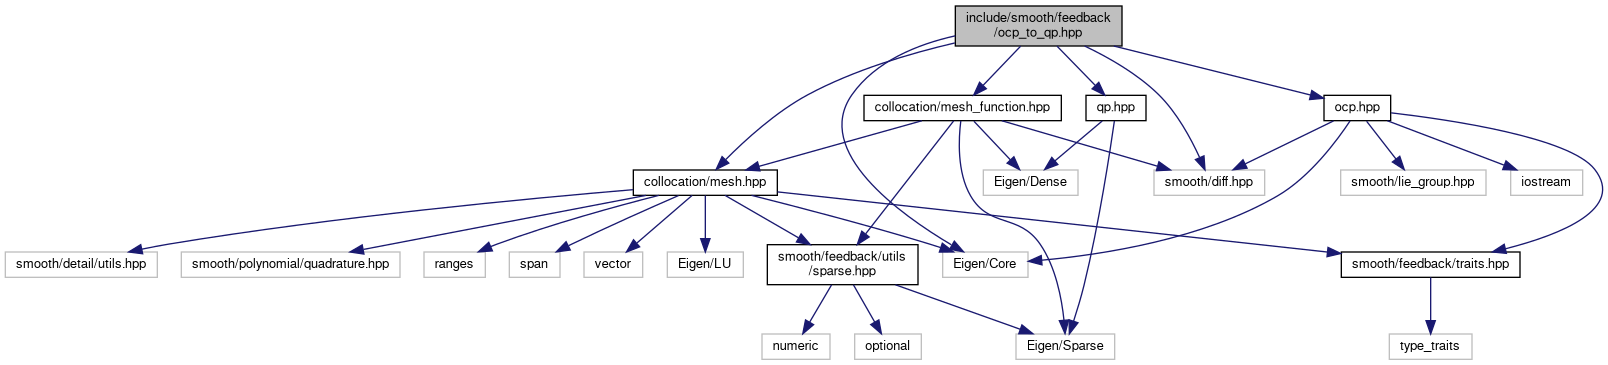 include/smooth/feedback
/ocp_to_qp.hpp
collocation/mesh_function.hpp
qp.hpp
ocp.hpp
collocation/mesh.hpp
Eigen/Dense
smooth/diff.hpp
smooth/lie_group.hpp
iostream
smooth/detail/utils.hpp
smooth/polynomial/quadrature.hpp
ranges
span
vector
Eigen/LU
smooth/feedback/utils
/sparse.hpp
Eigen/Core
smooth/feedback/traits.hpp
numeric
optional
Eigen/Sparse
type_traits